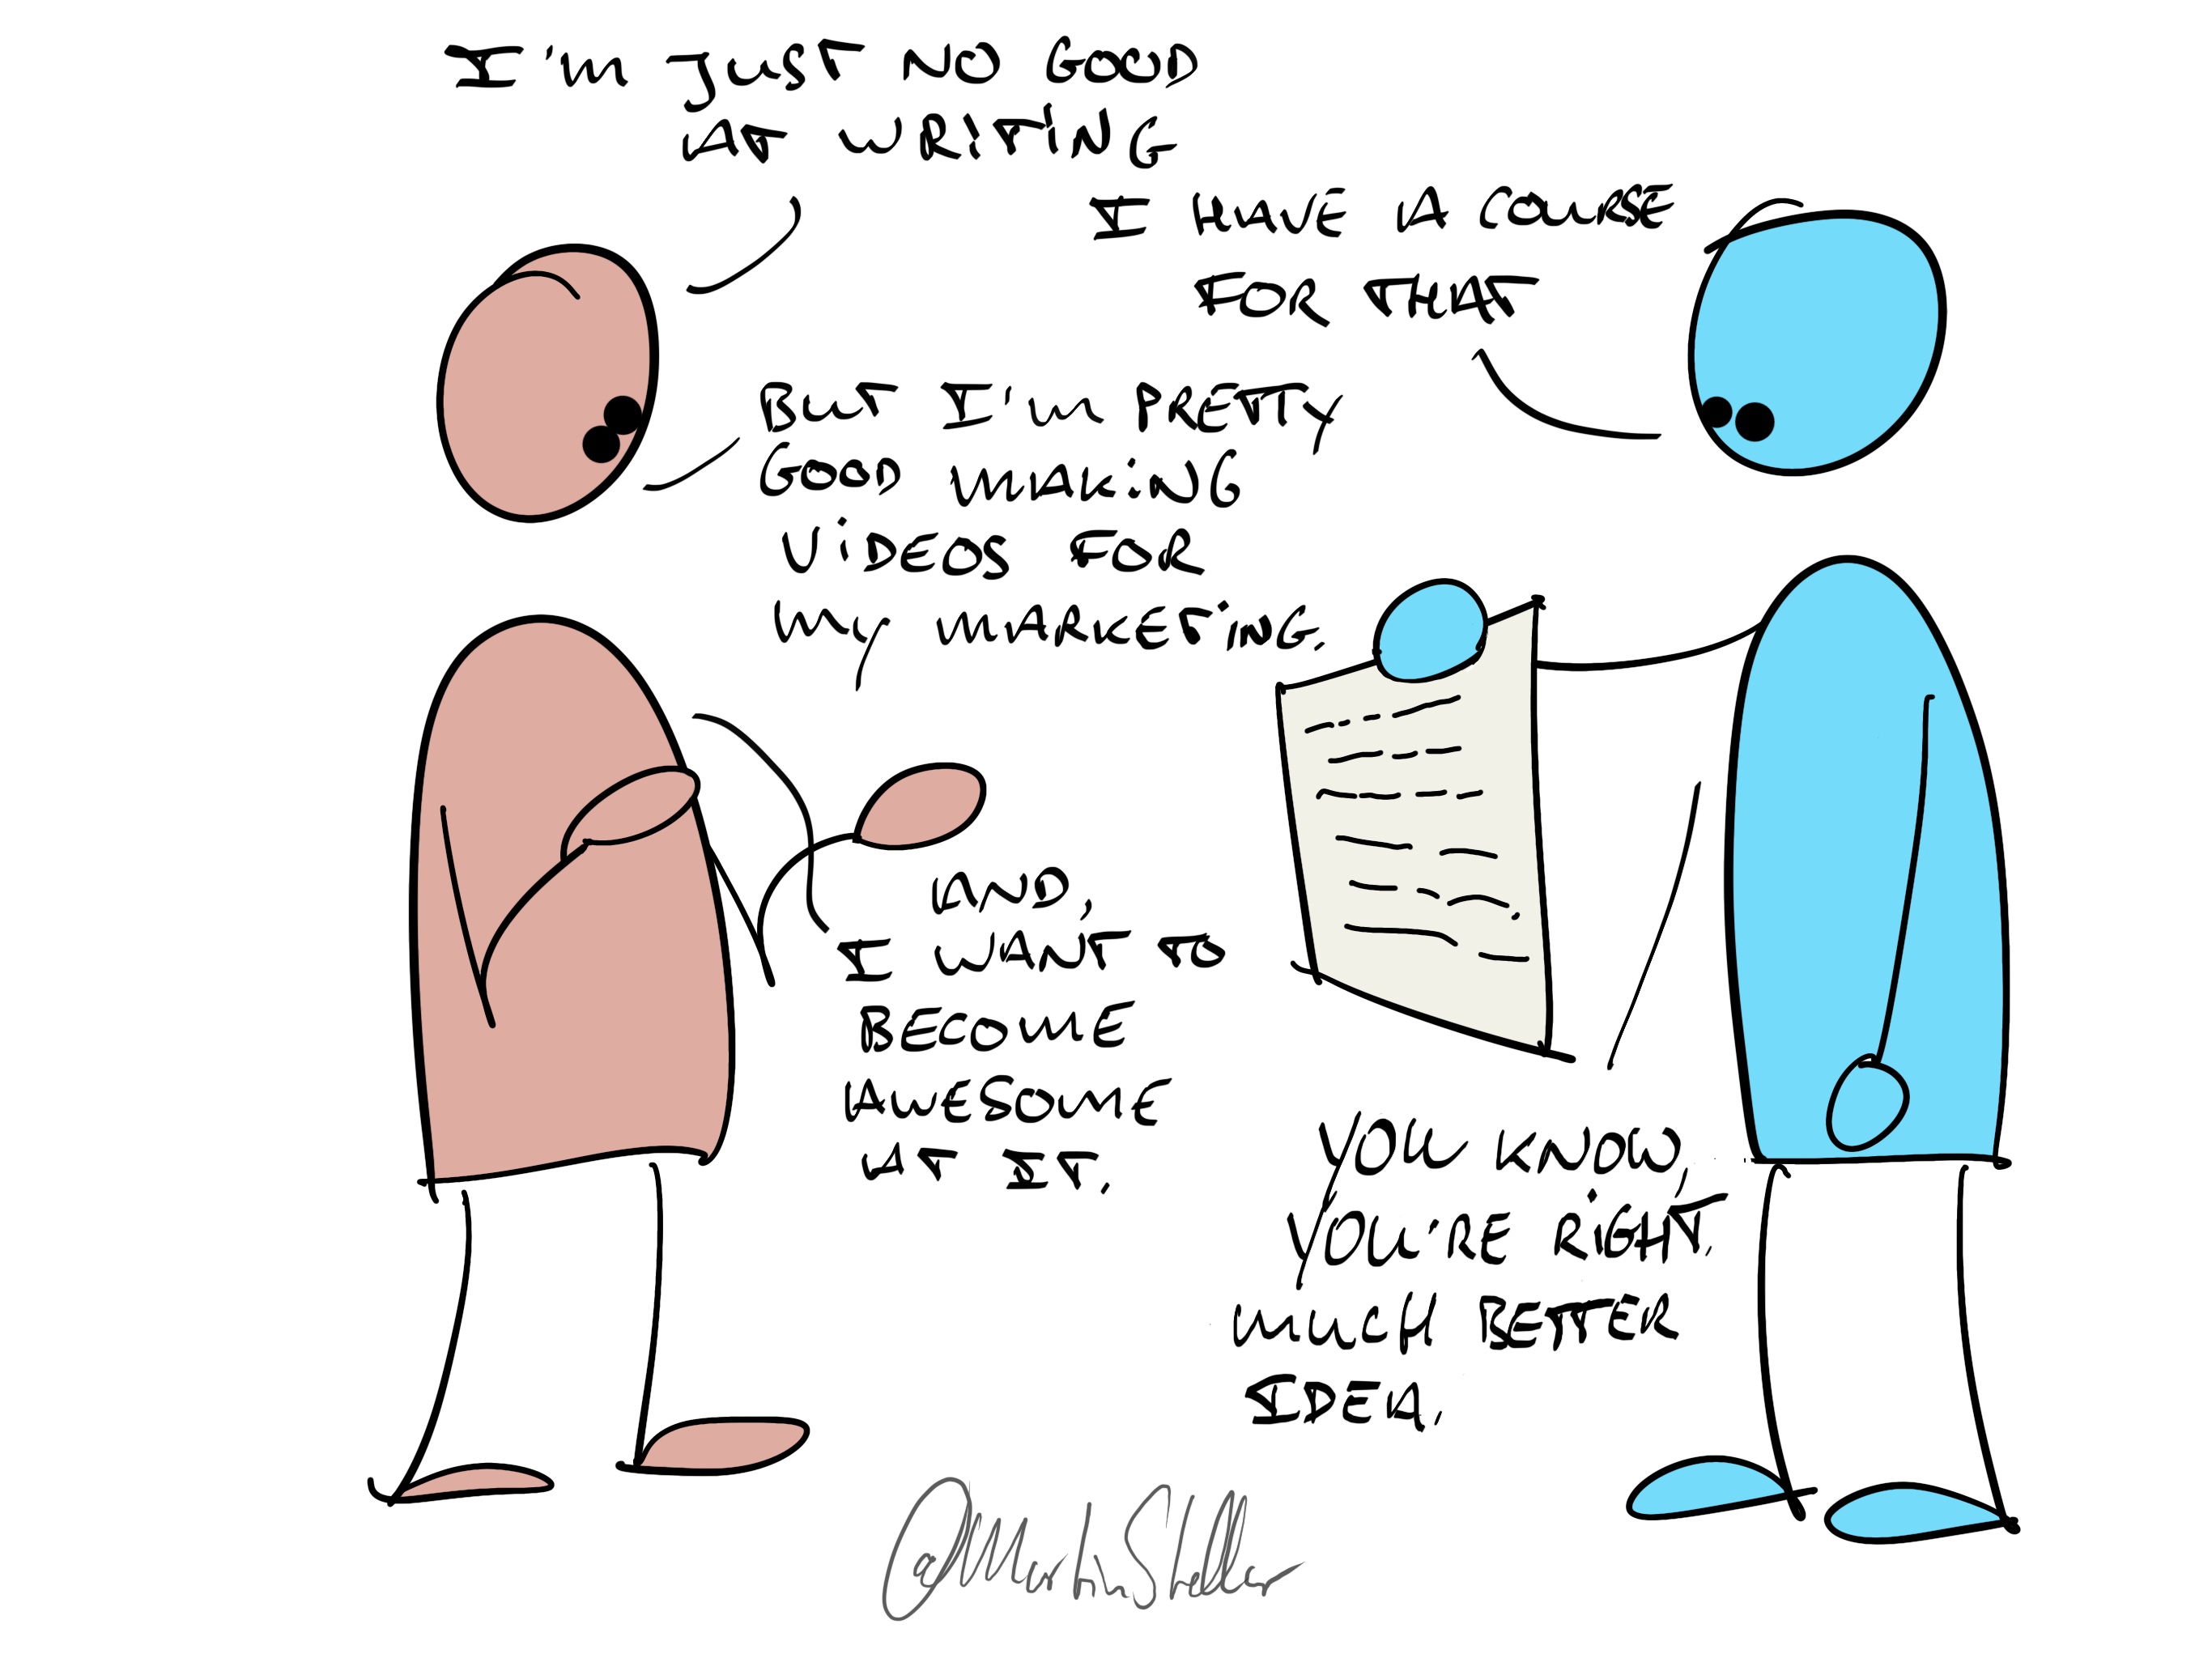 I'm just no good
at writing
I have a course
for that
But I'm pretty
good making
videos for
my marketing.
And,
I want to
become
awesome
at it.
You know,
you're right.
Much better
idea.
@MartinStellar